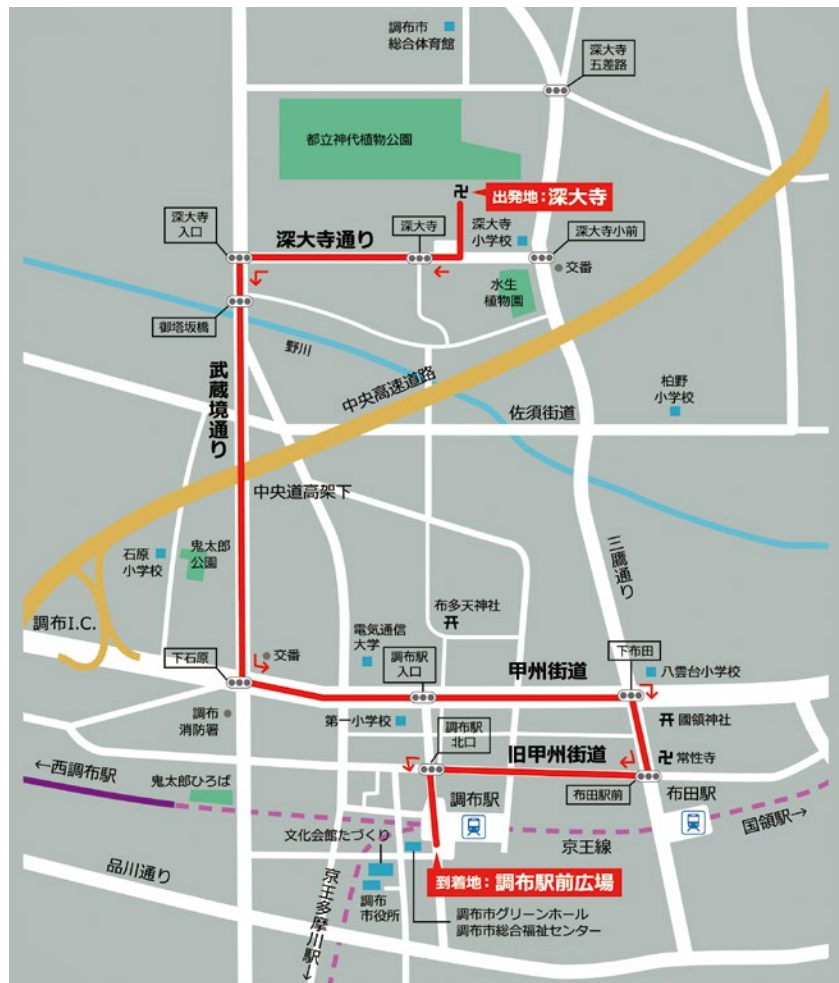 調布市
総合体育館
深大寺
五差路
都立神代植物公園
出発地：深大寺
深大寺
入口
深大寺通り
深大寺
深大寺
小学校
深大寺小前
交番
水生
植物園
御塔坂橋
野川
武蔵境通り
中央高速道路
柏野
小学校
佐須街道
中央道高架下
鬼太郎
公園
石原
小学校
三鷹通り
調布I.C.
布多天神社
電気通信
大学
交番
下石原
調布駅
入口
甲州街道
下布田
八雲台小学校
調布
消防署
第一小学校
調布駅
北口
國領神社
旧甲州街道
常性寺
←西調布駅
鬼太郎ひろば
調布駅
布田駅前
布田駅
国領駅→
京王線
品川通り
文化会館たづくり
到着地：調布駅前広場
調布
市役所
京王多摩川駅→
調布市グリーンホール
調布市総合福祉センター